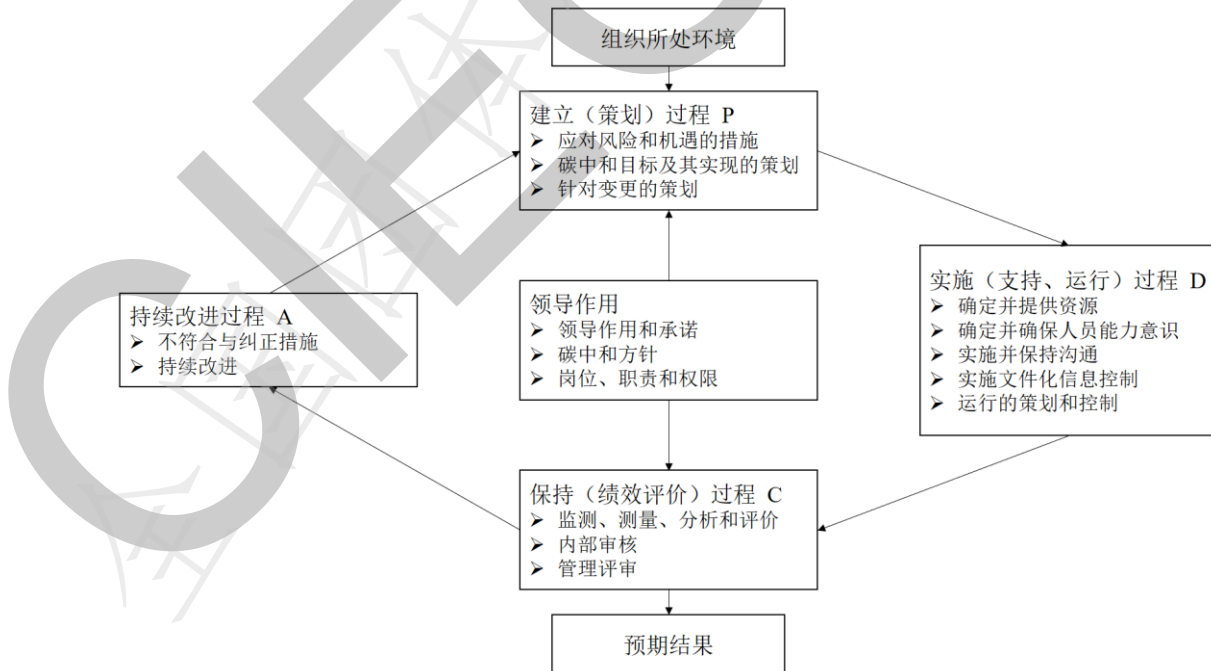 组织所处环境
建立（策划）过程 P
➢ 应对风险和机遇的措施
➢ 碳中和目标及其实现的策划
➢ 针对变更的策划
持续改进过程 A
➢ 不符合与纠正措施
➢ 持续改进
领导作用
➢ 领导作用和承诺
➢ 碳中和方针
➢ 岗位、职责和权限
实施（支持、运行）过程 D
➢ 确定并提供资源
➢ 确定并确保人员能力意识
➢ 实施并保持沟通
➢ 实施文件化信息控制
➢ 运行的策划和控制
保持（绩效评价）过程 C
➢ 监测、测量、分析和评价
➢ 内部审核
➢ 管理评审
预期结果
全国团体